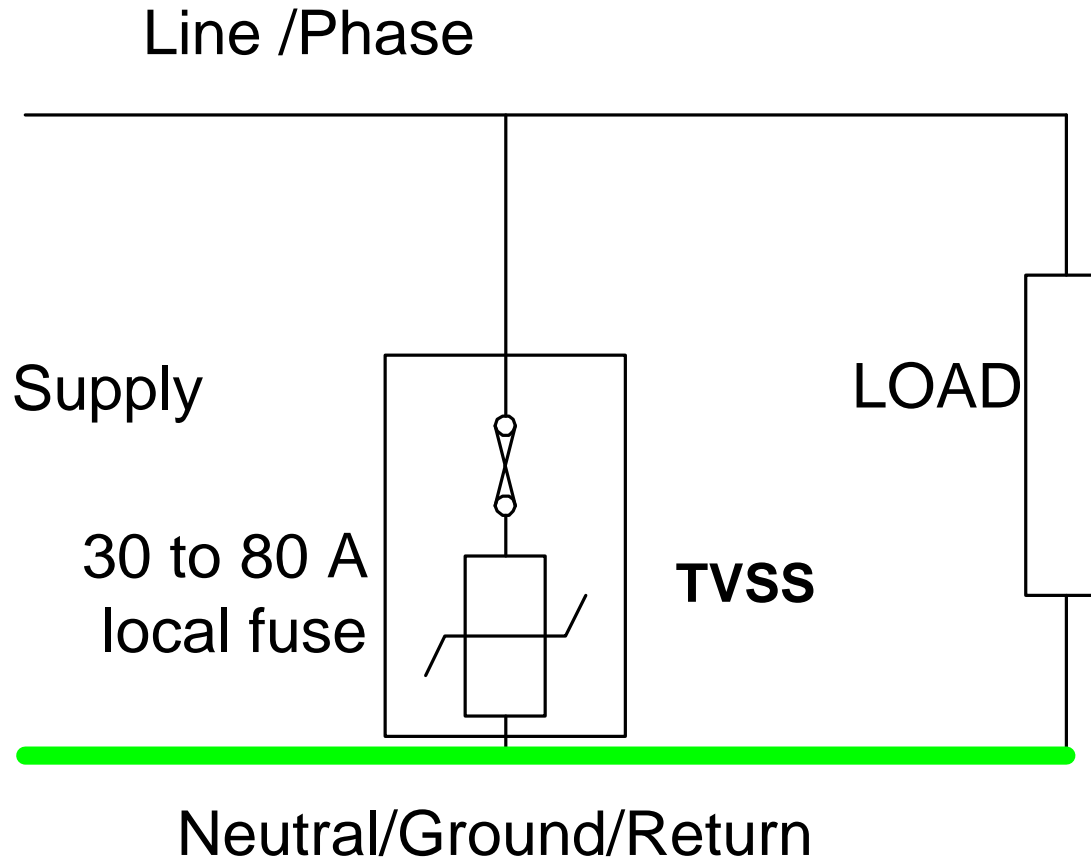 Line /Phase
Supply
LOAD
30 to 80 A
local fuse
TVSS
Neutral/Ground/Return